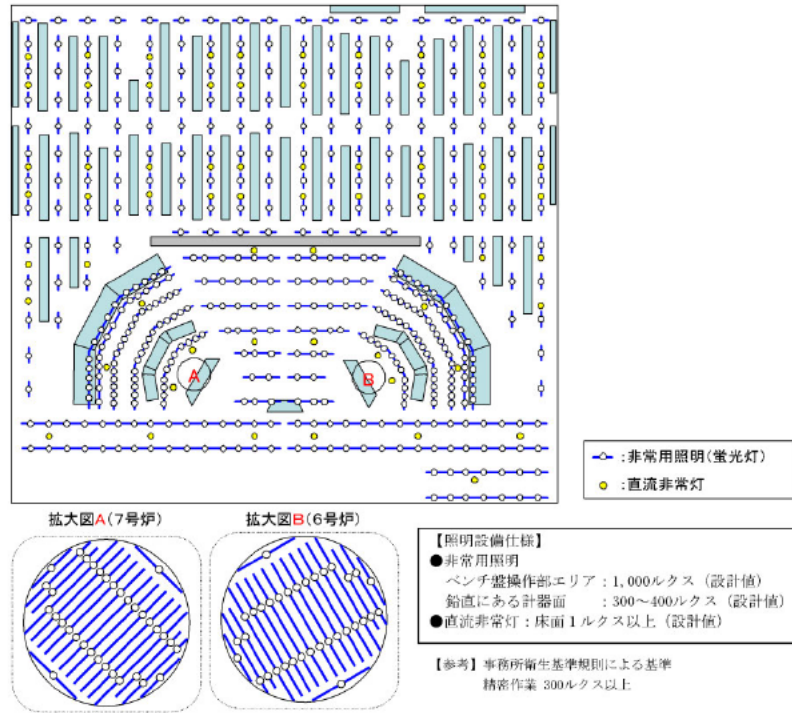 A
B
:非常用照明(蛍光灯)
:直流非常灯
拡大図A(7号炉)
拡大図B(6号炉)
【照明設備仕様】
●非常用照明
ベンチ盤操作部エリア：1,000ルクス（設計値）
鉛直にある計器面　　：300～400ルクス（設計値）
●直流非常灯：床面１ルクス以上（設計値）
【参考】事務所衛生基準規則による基準
精密作業 300ルクス以上